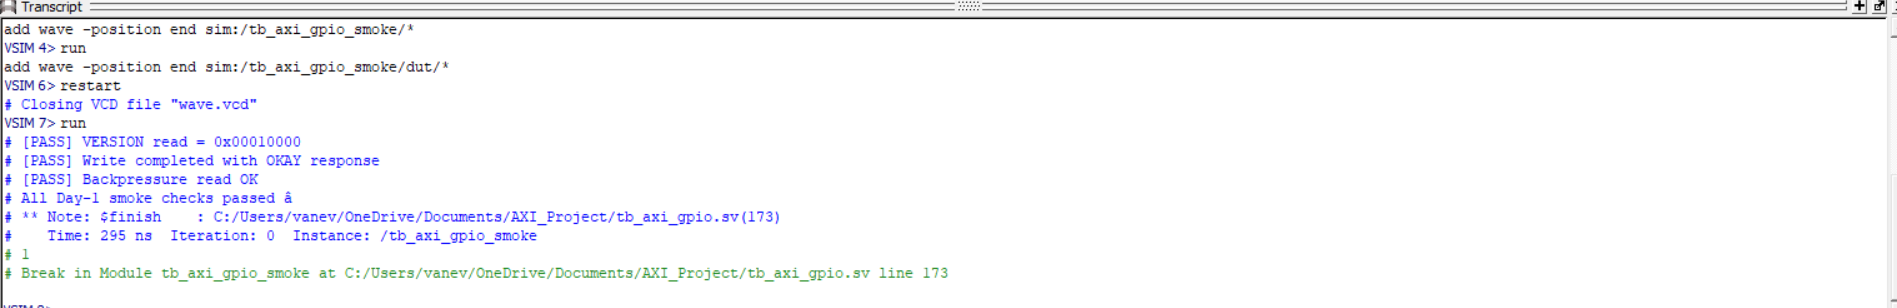 Transcript
add wave -position end sim:/tb_axi_gpio_smoke/*
VSIM 4> run
add wave -position end sim:/tb_axi_gpio_smoke/dut/*
VSIM 6> restart
# Closing VCD file "wave.vcd"
VSIM 7> run
# [PASS] VERSION read = 0x00010000
# [PASS] Write completed with OKAY response
# [PASS] Backpressure read OK
# All Day-1 smoke checks passed â
# ** Note: $finish    : C:/Users/vanev/OneDrive/Documents/AXI_Project/tb_axi_gpio.sv(173)
#    Time: 295 ns  Iteration: 0  Instance: /tb_axi_gpio_smoke
# 1
# Break in Module tb_axi_gpio_smoke at C:/Users/vanev/OneDrive/Documents/AXI_Project/tb_axi_gpio.sv line 173